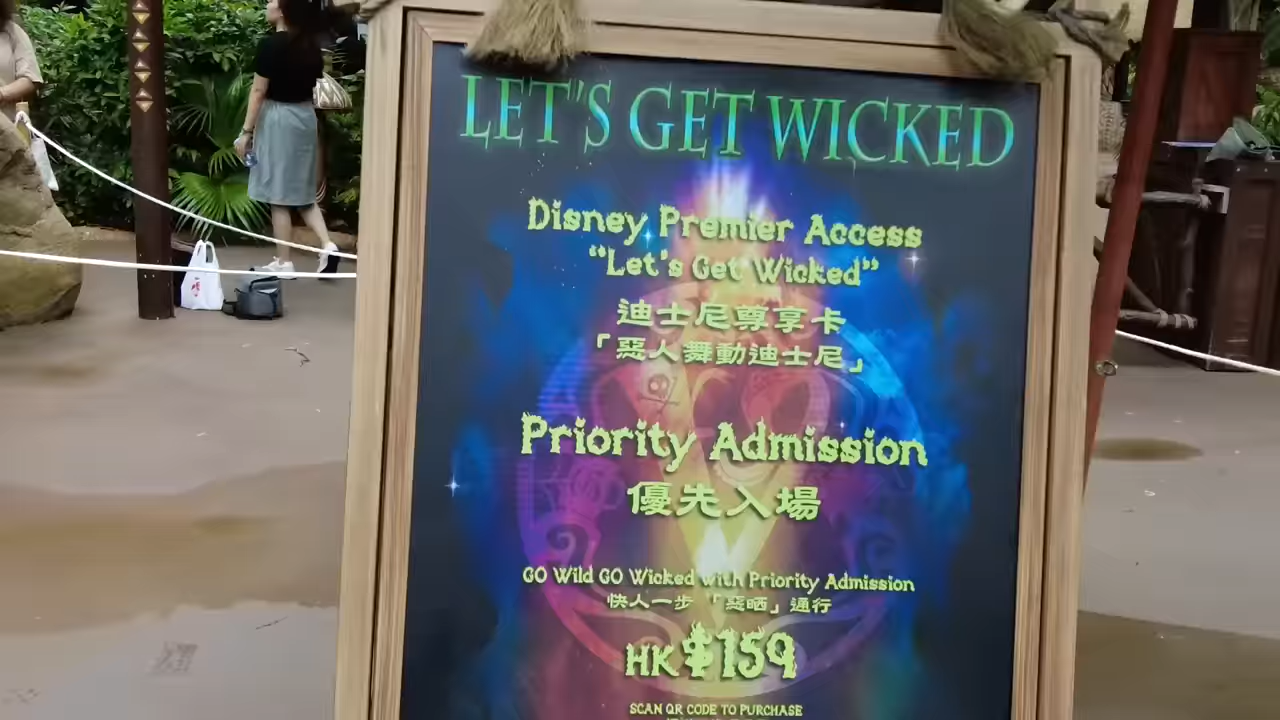 LET'S GET WICKED
Disney Premier Access
“Let's Get Wicked”
迪士尼尊享卡
「惡人舞動迪士尼」
Priority Admission
優先入場
GO Wild GO Wicked with Priority Admission
快人一步 「惡晒」通行
HK$159
SCAN QR CODE TO PURCHASE